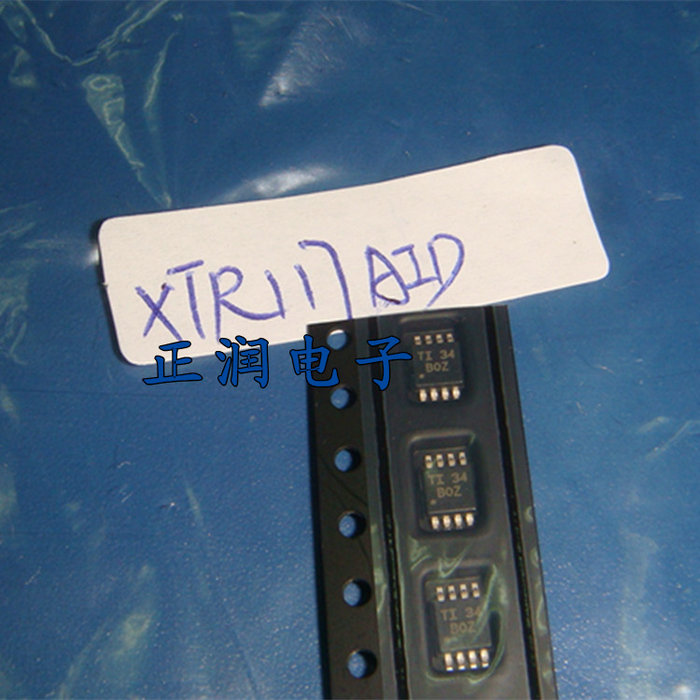 XTR117AID
正润电子
TI 34
BOZ
TI 34
BOZ
TI 34
BOZ